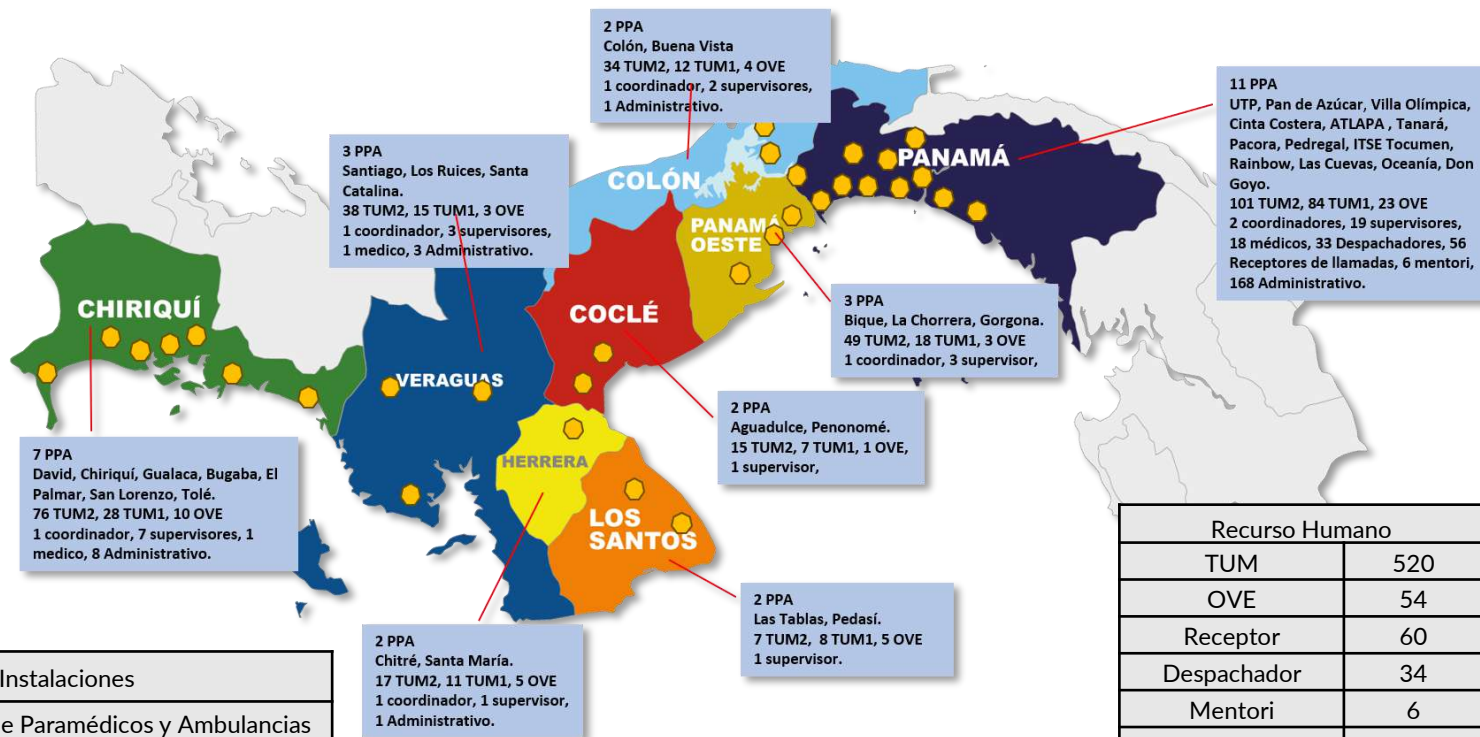 2 PPA
Colón, Buena Vista
34 TUM2, 12 TUM1, 4 OVE
1 coordinador, 2 supervisores,
1 Administrativo.
11 PPA
UTP, Pan de Azúcar, Villa Olímpica,
Cinta Costera, ATLAPA , Tanará,
Pacora, Pedregal, ITSE Tocumen,
Rainbow, Las Cuevas, Oceanía, Don
Goyo.
101 TUM2, 84 TUM1, 23 OVE
2 coordinadores, 19 supervisores,
18 médicos, 33 Despachadores, 56
Receptores de llamadas, 6 mentori,
168 Administrativo.
3 PPA
Santiago, Los Ruices, Santa
Catalina.
38 TUM2, 15 TUM1, 3 OVE
1 coordinador, 3 supervisores,
1 medico, 3 Administrativo.
COLÓN
PANAMÁ
PANAMÁ
OESTE
CHIRIQUÍ
COCLÉ
VERAGUAS
HERRERA
LOS
SANTOS
3 PPA
Bique, La Chorrera, Gorgona.
49 TUM2, 18 TUM1, 3 OVE
1 coordinador, 3 supervisor,
2 PPA
Aguadulce, Penonomé.
15 TUM2, 7 TUM1, 1 OVE,
1 supervisor,
7 PPA
David, Chiriquí, Gualaca, Bugaba, El
Palmar, San Lorenzo, Tolé.
76 TUM2, 28 TUM1, 10 OVE
1 coordinador, 7 supervisores, 1
medico, 8 Administrativo.
2 PPA
Las Tablas, Pedasí.
7 TUM2, 8 TUM1, 5 OVE
1 supervisor.
2 PPA
Chitré, Santa María.
17 TUM2, 11 TUM1, 5 OVE
1 coordinador, 1 supervisor,
1 Administrativo.
Instalaciones
e Paramédicos y Ambulancias
Recurso Humano
TUM 520
OVE 54
Receptor 60
Despachador 34
Mentori 6